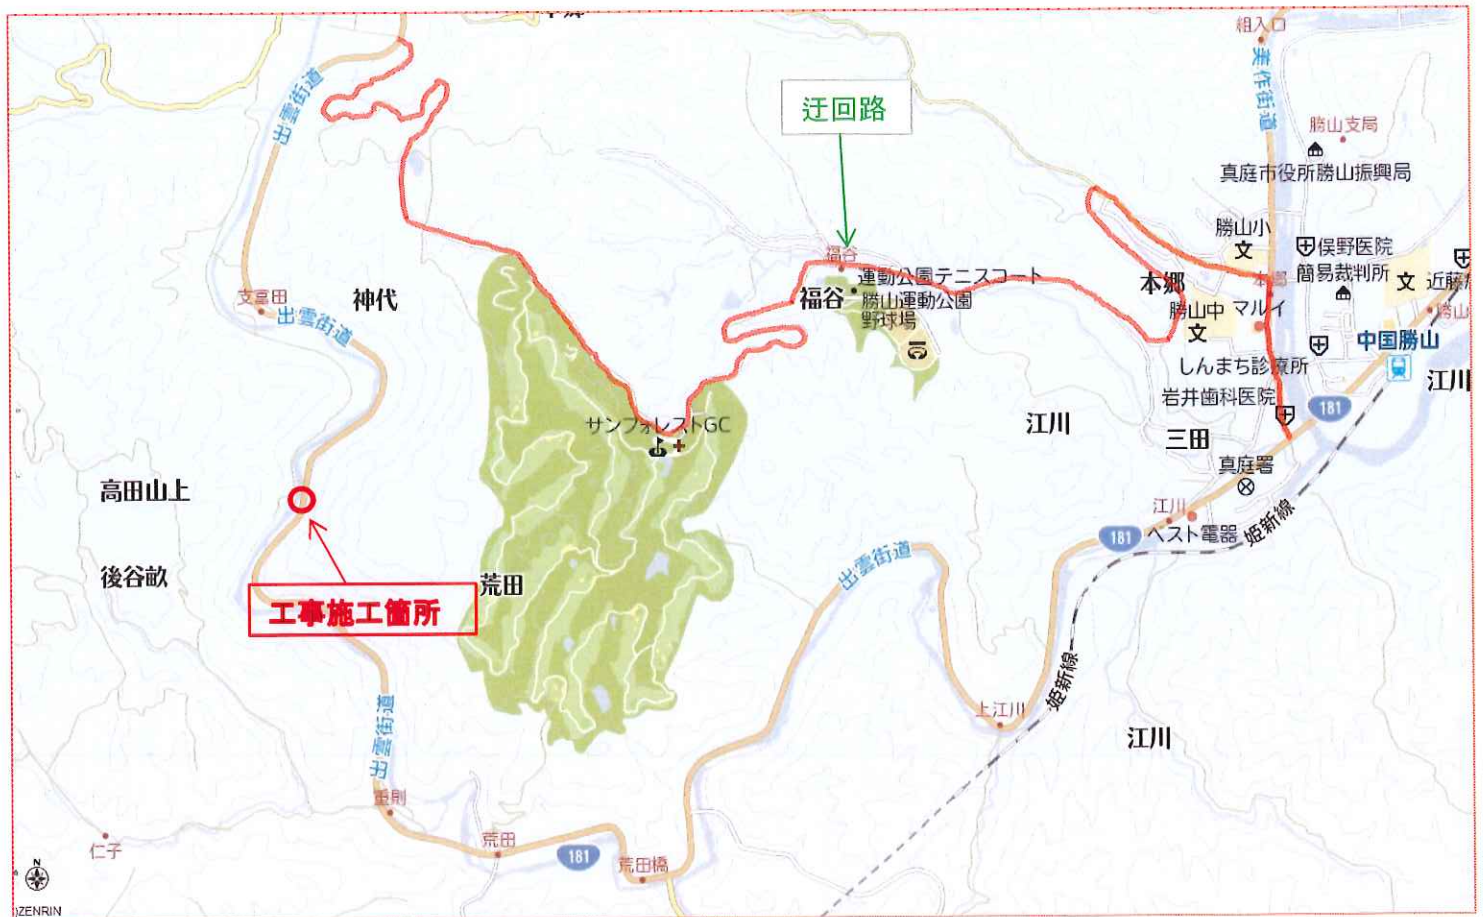 組入口
美作街道
出雲街道
迂回路
勝山支局
真庭市役所勝山振興局
勝山小
文
俣野医院
簡易裁判所
文
本郷
本郷
福谷
運動公園テニスコート
福谷
勝山運動公園
野球場
勝山中
文
マルイ
中国勝山
しんまち診療所
岩井歯科医院
江川
181
神代
出雲街道
サンフォレストGC
江川
三田
真庭署
江川
ベスト電器
181
姫新線
高田山上
後谷畝
工事施工箇所
荒田
出雲街道
姫新線
上江川
江川
出雲街道
重則
仁子
荒田
181
荒田橋
N
ZENRIN